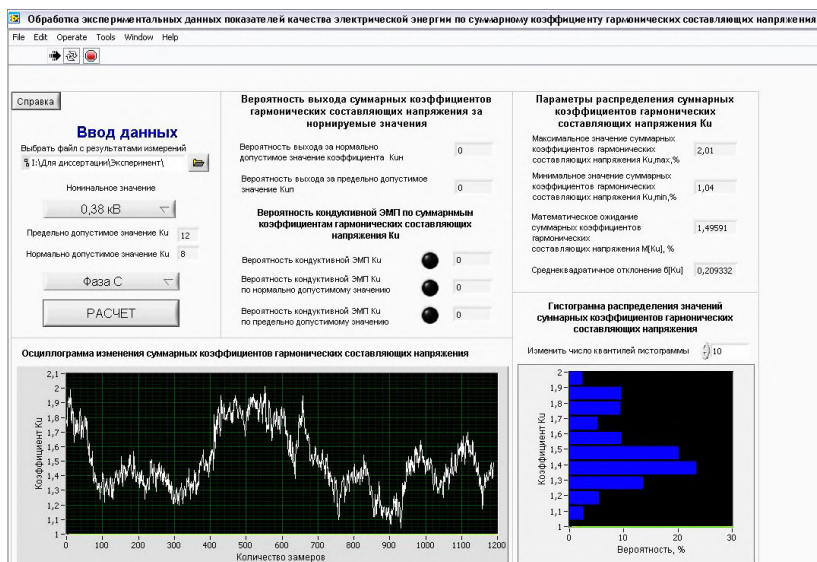 Обработка экспериментальных данных показателей качества электрической энергии по суммарному коэффициенту гармонических составляющих напряжения
File Edit Operate Tools Window Help
Справка
Ввод данных
Выбрать файл с результатами измерений
I:\Для диссертации\Эксперинент\
Номинальное значение
0,38 кВ
Предельно допустимое значение Ku 12
Нормально допустимое значение Ku 8
Фаза С
РАСЧЕТ
Вероятность выхода суммарных коэффициентов
гармонических составляющих напряжения за
нормируемые значения
Вероятность выхода за нормально
допустимое значение коэффициента Кuн
0
Вероятность выхода за предельно допустимое
значение Кuп
0
Вероятность кондуктивной ЭМП по суммарнмым
коэффициентам гармонических составляющих
напряжения Ku
Вероятность кондуктивной ЭМП Ku
0
Вероятность кондуктивной ЭМП Ku
по нормально допустимому значению
0
Вероятность кондуктивной ЭМП Ku
по предельно допустимому значению
0
Параметры распределения суммарных
коэффициентов гармонических
составляющих напряжения Ku
Максимальное значение суммарных
коэффициентов гармонических
составляющих напряжения Ku,max,%
2,01
Минимальное значение суммарных
коэффициентов гармонических
составляющих напряжения Ku,min,%
1,04
Математическое ожидание
суммарных коэффициентов
гармонических
составляющих напряжения M[Ku], %
1,49591
Среднеквадратичное отклонение б[Ku] 0,209332
Гистограмма распределения значений
суммарных коэффициентов гармонических
составляющих напряжения
Изменить число квантилей гистограммы 10
Осциллограмма изменения суммарных коэффициентов гармонических составляющих напряжения
Коэффициент Ku
2,1
2
1,9
1,8
1,7
1,6
1,5
1,4
1,3
1,2
1,1
1
0 100 200 300 400 500 600 700 800 900 1000 1100 1200
Количество замеров
Коэффициент Ku
2
1,9
1,8
1,7
1,6
1,5
1,4
1,3
1,2
1,1
1
0 10 20 30
Вероятность, %